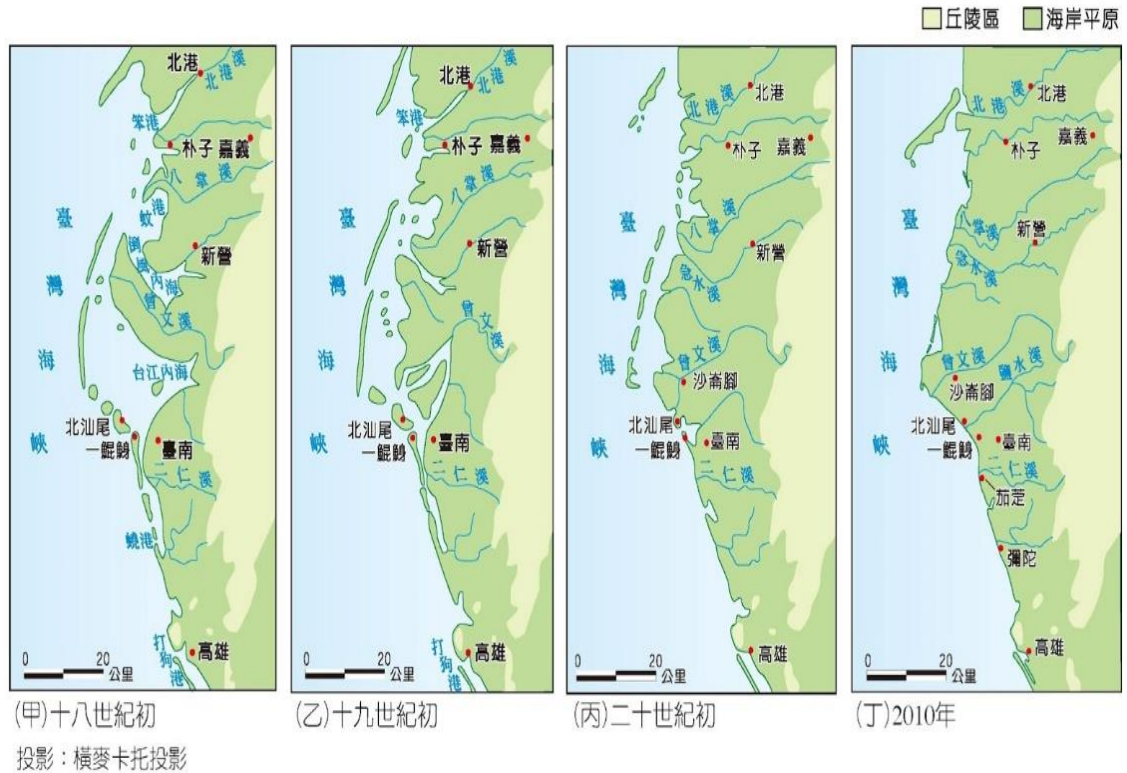 丘陵區 海岸平原
北港
北港溪
笨港
朴子 嘉義
八掌溪
蚊港
倒風內海
新營
曾文溪
台江內海
臺灣海峽
北汕尾
一鯤鯓
臺南
二仁溪
蟯港
打狗港
高雄
0 20
公里
(甲)十八世紀初
北港
北港溪
笨港
朴子 嘉義
八掌溪
新營
曾文溪
臺灣海峽
北汕尾
一鯤鯓
臺南
二仁溪
打狗港
高雄
0 20
公里
(乙)十九世紀初
北港
北港溪
朴子 嘉義
八掌溪
新營
急水溪
曾文溪
沙崙腳
臺灣海峽
北汕尾
一鯤鯓
臺南
二仁溪
高雄
0 20
公里
(丙)二十世紀初
北港
北港溪
朴子
嘉義
八掌溪
新營
急水溪
曾文溪
鹽水溪
沙崙腳
臺灣海峽
北汕尾
一鯤鯓
臺南
二仁溪
茄萣
彌陀
高雄
0 20
公里
(丁)2010年
投影：橫麥卡托投影